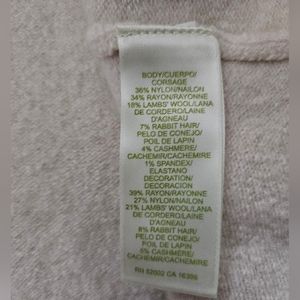 BODY/CUERPO/
CORSAGE
36% NYLON/NAILON
34% RAYON/RAYONNE
18% LAMBS' WOOL/LANA
DE CORDERO/LAINE
D'AGNEAU
7% RABBIT HAIR/
PELO DE CONEJO/
POIL DE LAPIN
4% CASHMERE/
CACHEMIR/CACHEMIRE
1% SPANDEX/
ELASTANO
DECORATION/
DECORACION
39% RAYON/RAYONNE
27% NYLON/NAILON
21% LAMBS' WOOL/LANA
DE CORDERO/LAINE
D'AGNEAU
8% RABBIT HAIR/
PELO DE CONEJO/
POIL DE LAPIN
5% CASHMERE/
CACHEMIR/CACHEMIRE
RN 52002 CA